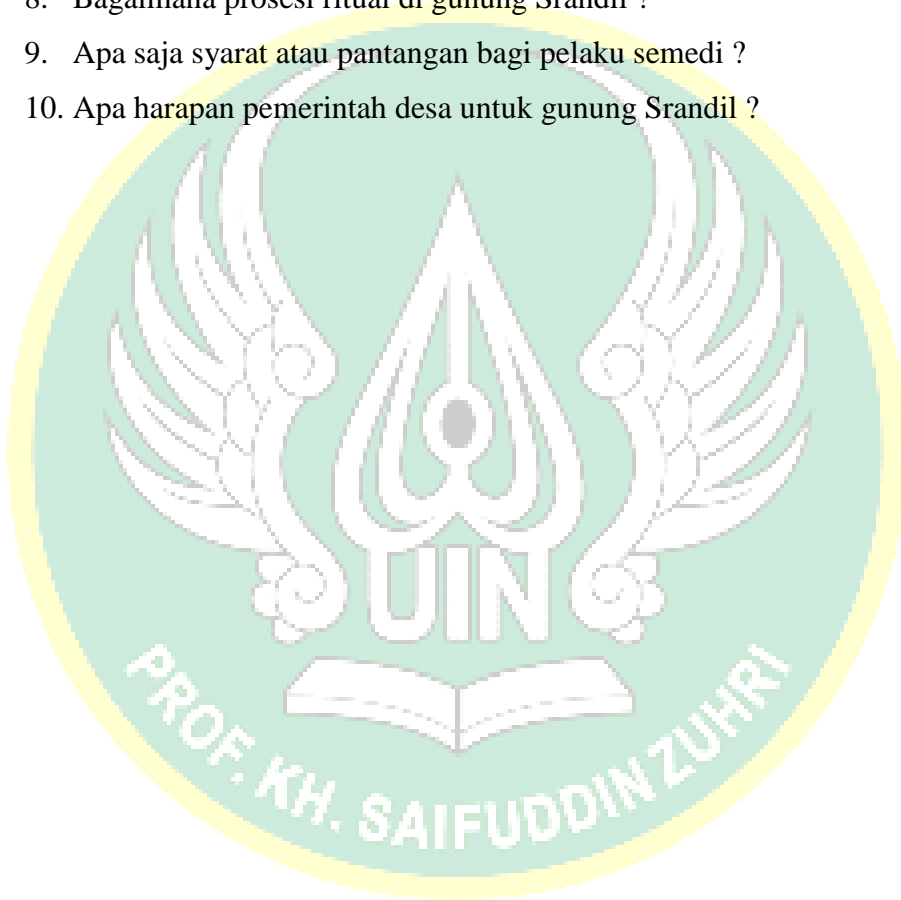 8. Bagaimana prosesi ritual di gunung Srandil ?
9. Apa saja syarat atau pantangan bagi pelaku semedi ?
10. Apa harapan pemerintah desa untuk gunung Srandil ?
UIN
PROF. KH. SAIFUDDIN ZUHRI